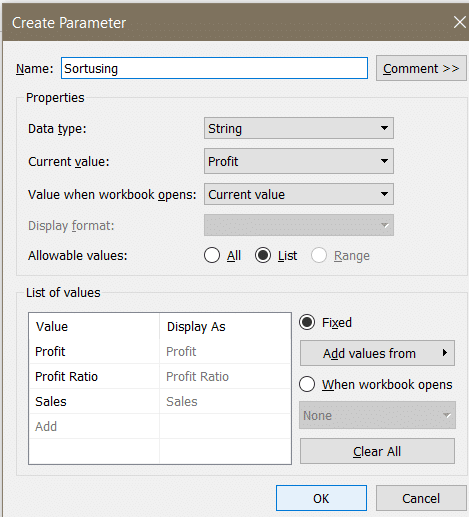 Create Parameter
Name: Sortusing Comment >>
Properties
Data type: String
Current value: Profit
Value when workbook opens: Current value
Display format:
Allowable values: All List Range
List of values
Value Display As
Profit Profit
Profit Ratio Profit Ratio
Sales Sales
Add
Fixed
Add values from
When workbook opens
None
Clear All
OK Cancel